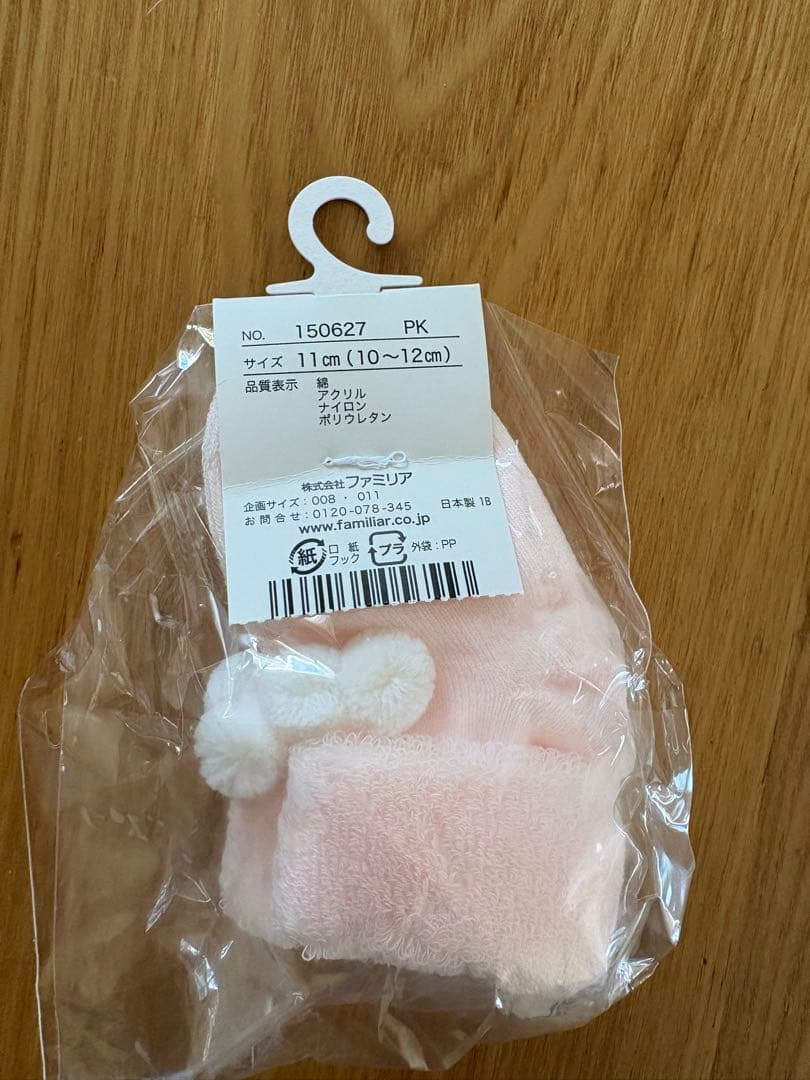 NO. 150627 PK
サイズ 11cm(10〜12cm)
品質表示 綿
アクリル
ナイロン
ポリウレタン
株式会社ファミリア
企画サイズ:008・011
お問合せ:0120-078-345 日本製 1B
www.familiar.co.jp
紙 口紙 プラ 外袋:PP
フック